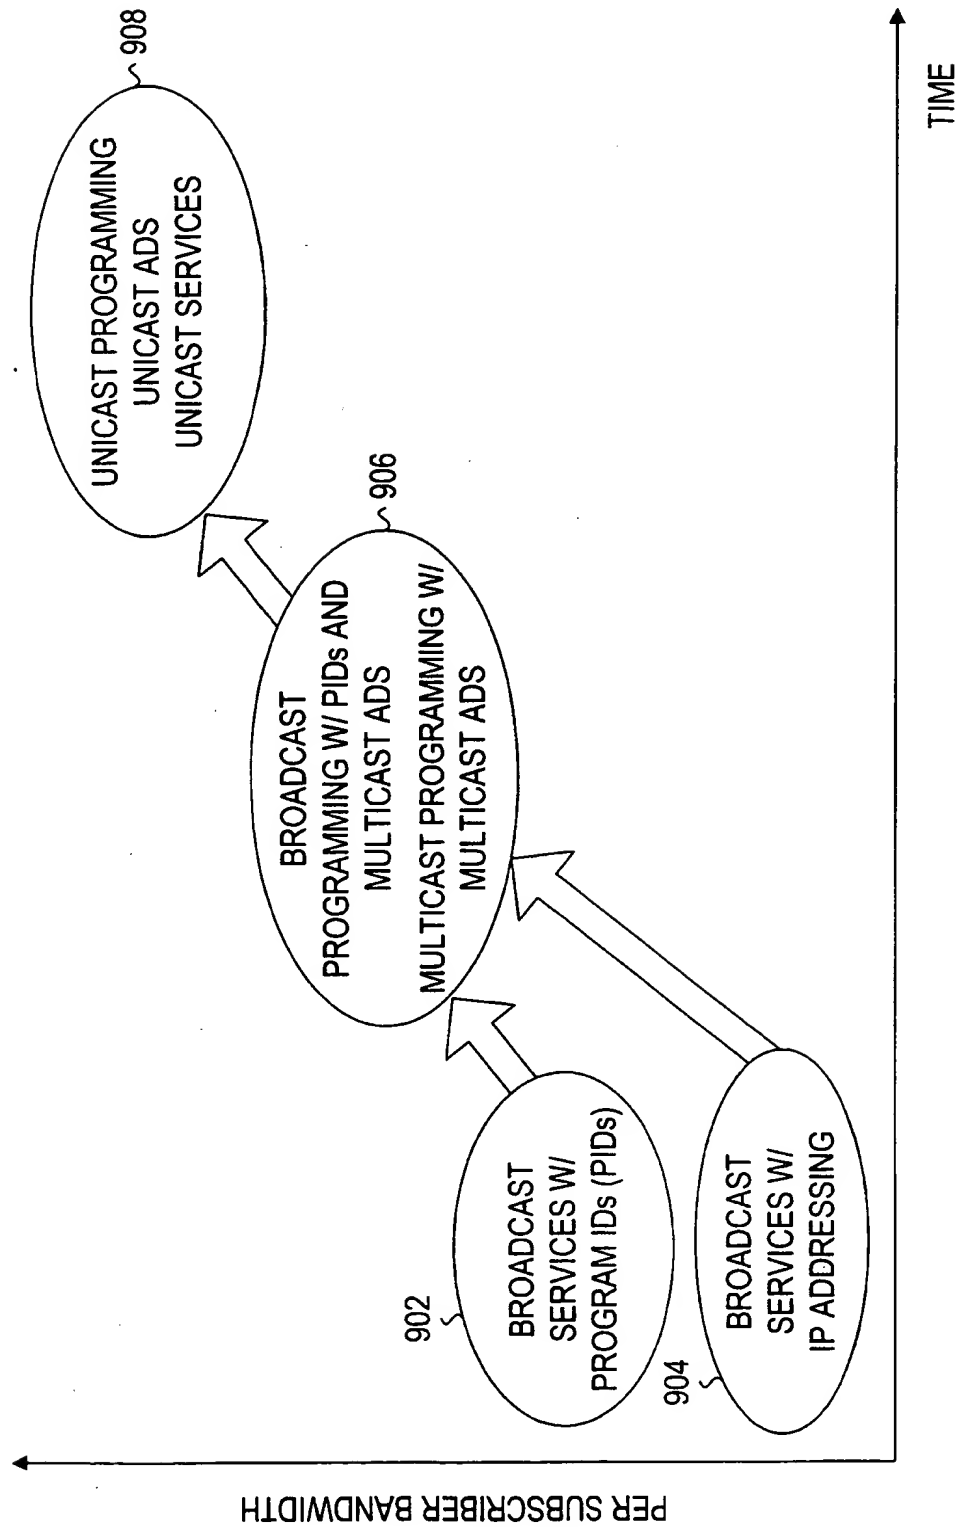 908
UNICAST PROGRAMMING
UNICAST ADS
UNICAST SERVICES
906
BROADCAST
PROGRAMMING W/ PIDs AND
MULTICAST ADS
MULTICAST PROGRAMMING W/
MULTICAST ADS
902
BROADCAST
SERVICES W/
PROGRAM IDs (PIDs)
904
BROADCAST
SERVICES W/
IP ADDRESSING
PER SUBSCRIBER BANDWIDTH
TIME